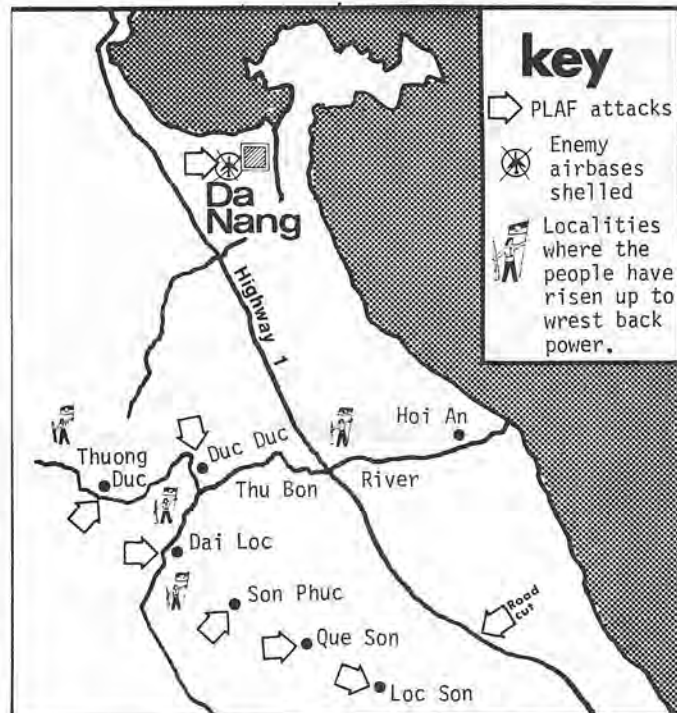 key
PLAF attacks
Enemy
airbases
shelled
Localities
where the
people have
risen up to
wrest back
power.
Da
Nang
Highway 1
Hoi An
Thuong
Duc
Duc Duc
Thu Bon River
Dai Loc
Son Phuc
Road
cut
Que Son
Loc Son